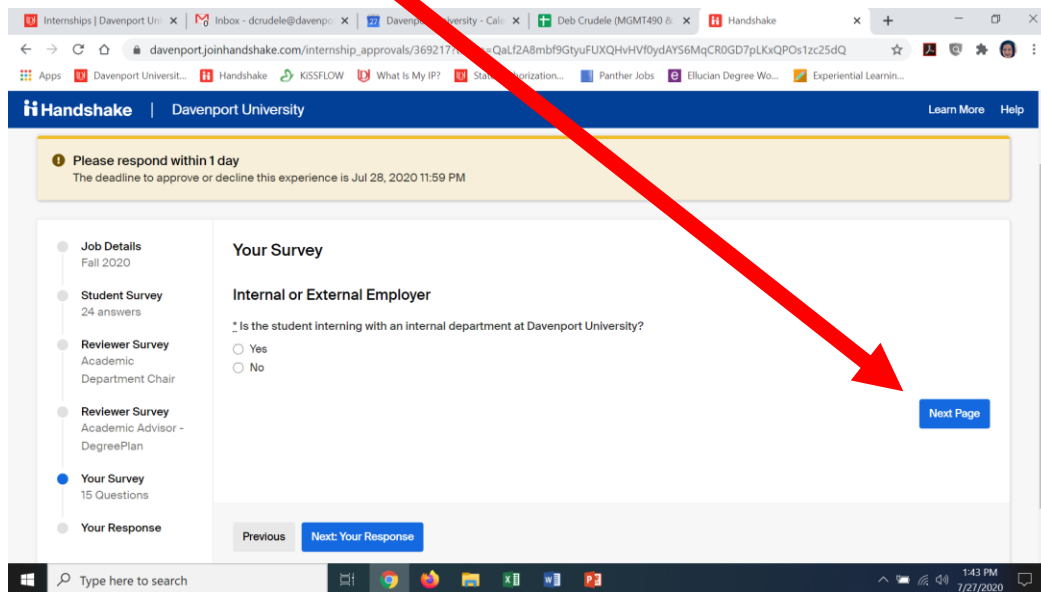 Internships | Davenport Uni
Inbox - dcrudele@davenpo
27
Davenp ersity - Cale
Deb Crudele (MGMT490 &
Handshake
davenport.joinhandshake.com/internship_approvals/369217
=QaLf2A8mbf9GtyuFUXQHvHVf0ydAYS6MqCR0GD7pLKxQPOs1zc25dQ
Apps
Davenport Universit...
Handshake
KiSSFLOW
What Is My IP?
State horization...
Panther Jobs
Ellucian Degree Wo...
Experiential Learnin...
Handshake | Davenport University
Learn More
Help
Please respond within 1 day
The deadline to approve or decline this experience is Jul 28, 2020 11:59 PM
Job Details
Fall 2020
Student Survey
24 answers
Reviewer Survey
Academic
Department Chair
Reviewer Survey
Academic Advisor -
DegreePlan
Your Survey
15 Questions
Your Response
Your Survey
Internal or External Employer
* Is the student interning with an internal department at Davenport University?
Yes
No
Next Page
Previous
Next: Your Response
Type here to search
1:43 PM
7/27/2020